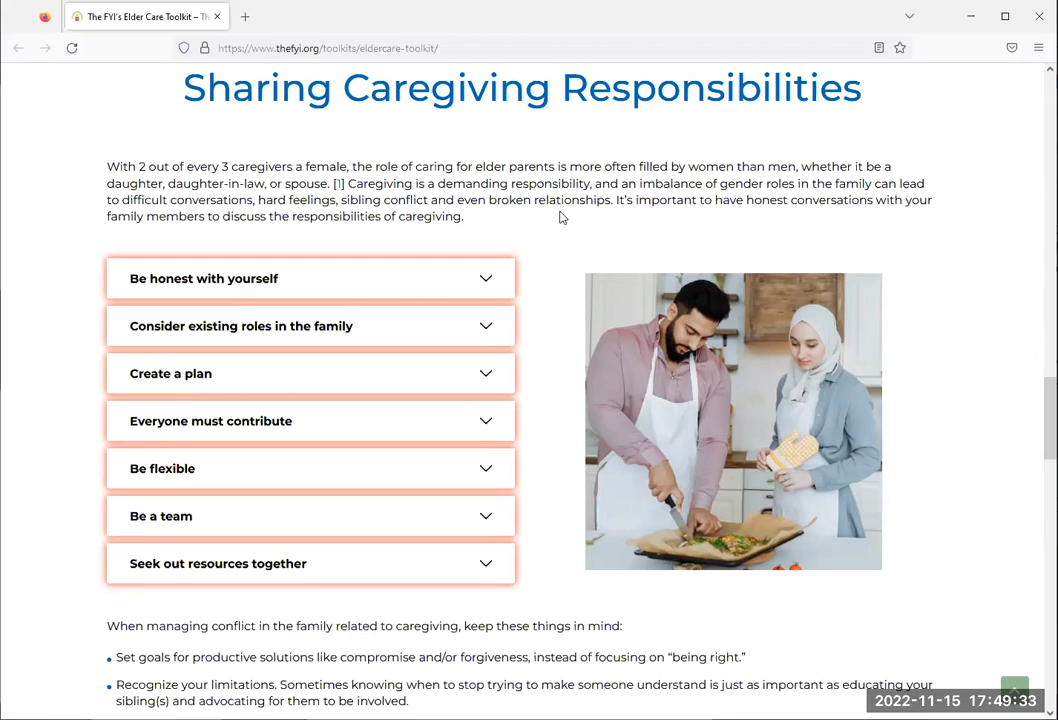 The FYI's Elder Care Toolkit – Th
https://www.thefyi.org/toolkits/eldercare-toolkit/
Sharing Caregiving Responsibilities
With 2 out of every 3 caregivers a female, the role of caring for elder parents is more often filled by women than men, whether it be a
daughter, daughter-in-law, or spouse. [1] Caregiving is a demanding responsibility, and an imbalance of gender roles in the family can lead
to difficult conversations, hard feelings, sibling conflict and even broken relationships. It's important to have honest conversations with your
family members to discuss the responsibilities of caregiving.
Be honest with yourself
Consider existing roles in the family
Create a plan
Everyone must contribute
Be flexible
Be a team
Seek out resources together
When managing conflict in the family related to caregiving, keep these things in mind:
• Set goals for productive solutions like compromise and/or forgiveness, instead of focusing on “being right.”
• Recognize your limitations. Sometimes knowing when to stop trying to make someone understand is just as important as educating your
sibling(s) and advocating for them to be involved.
2022-11-15 17:49:33